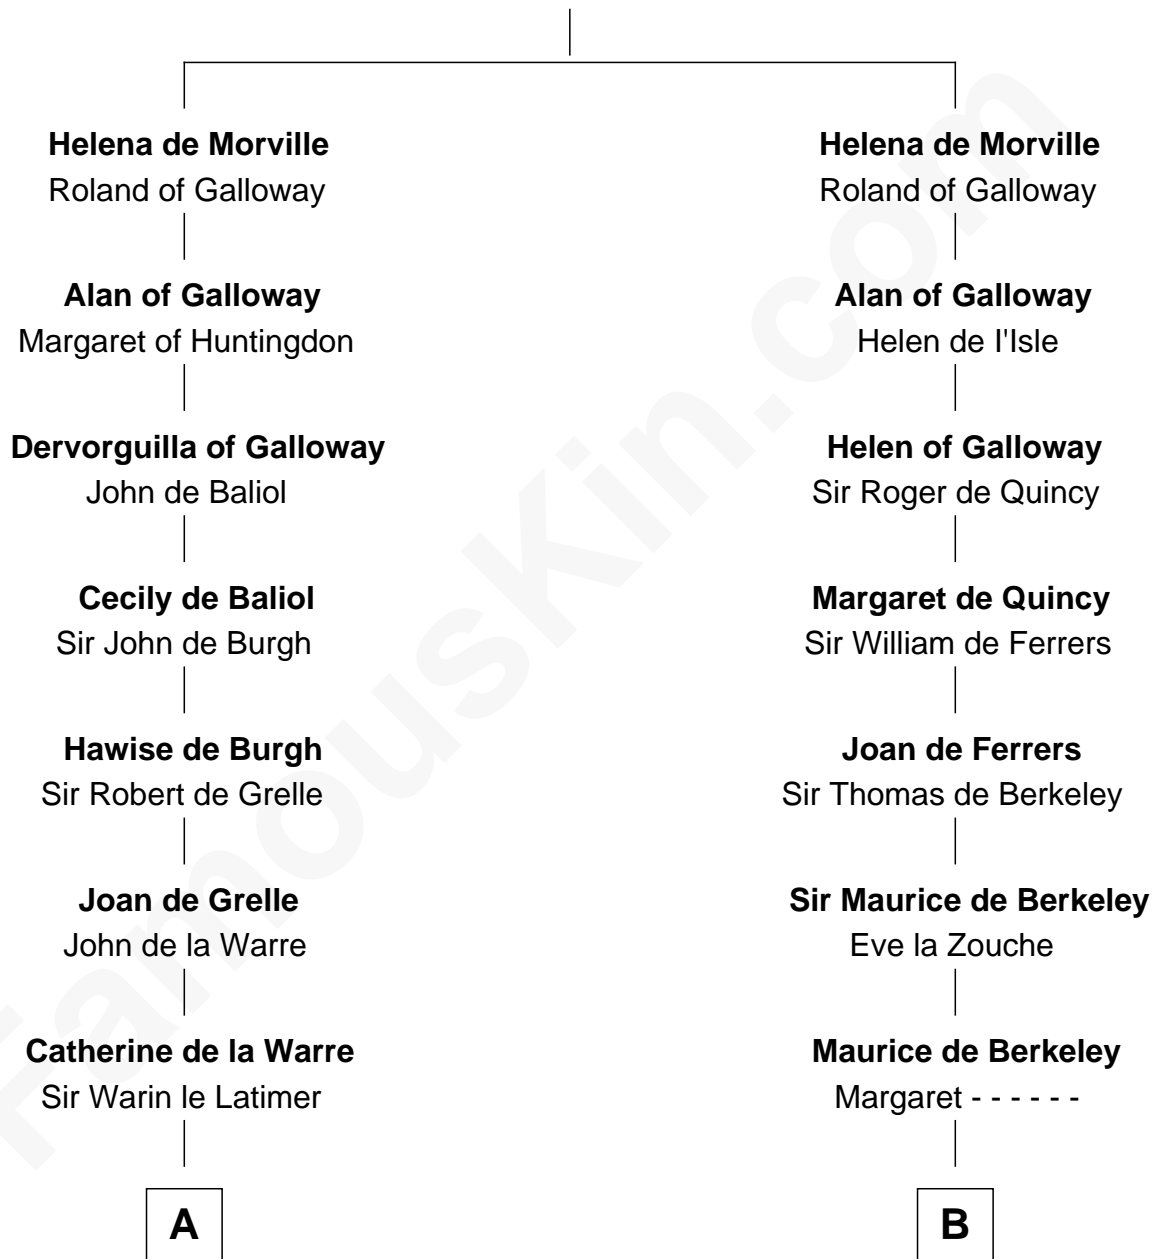 Helena de Morville
Roland of Galloway
Alan of Galloway
Margaret of Huntingdon
Dervorguilla of Galloway
John de Baliol
Cecily de Baliol
Sir John de Burgh
Hawise de Burgh
Sir Robert de Grelle
Joan de Grelle
John de la Warre
Catherine de la Warre
Sir Warin le Latimer
A
Helena de Morville
Roland of Galloway
Alan of Galloway
Helen de l'Isle
Helen of Galloway
Sir Roger de Quincy
Margaret de Quincy
Sir William de Ferrers
Joan de Ferrers
Sir Thomas de Berkeley
Sir Maurice de Berkeley
Eve la Zouche
Maurice de Berkeley
Margaret - - - - - -
B
FamousKin.com